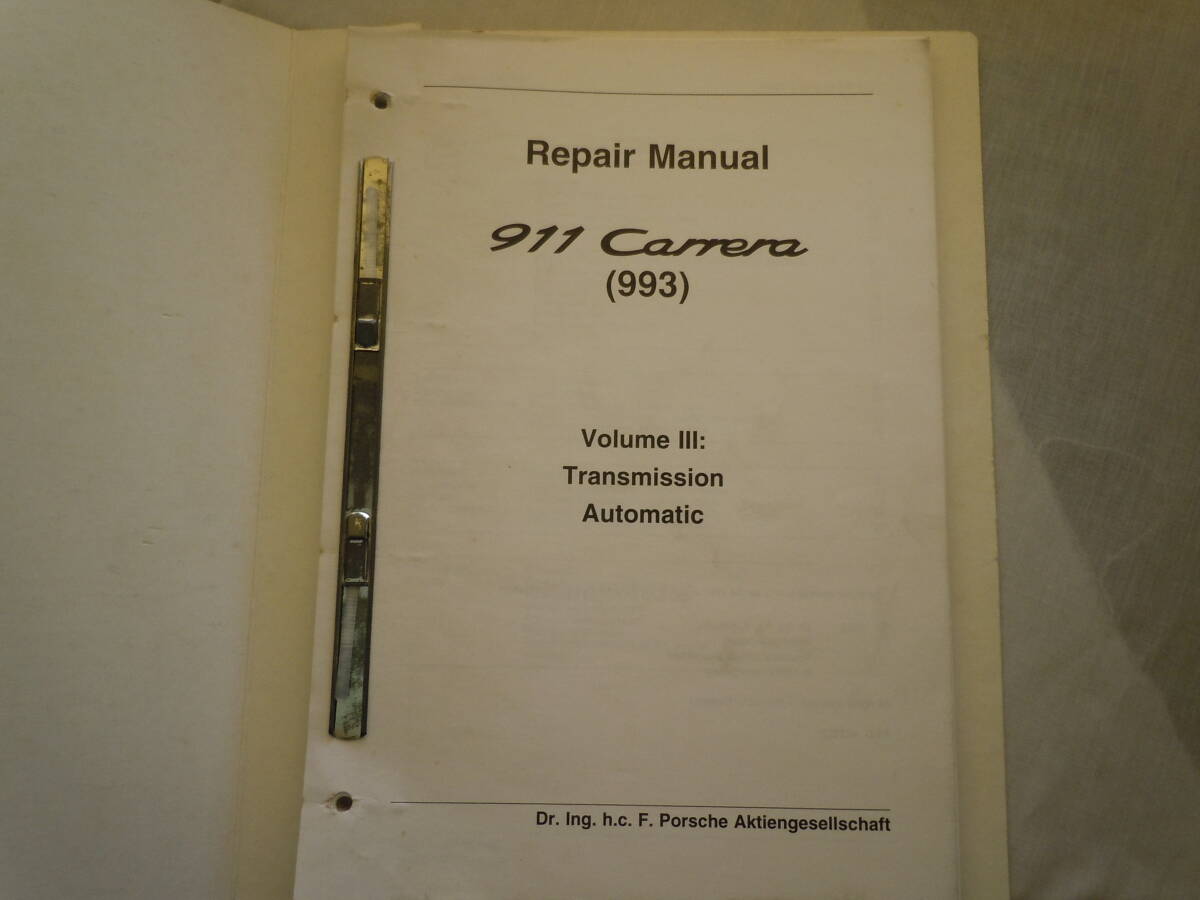 Repair Manual
911 Carrera
(993)
Volume III:
Transmission
Automatic
Dr. Ing. h.c. F. Porsche Aktiengesellschaft